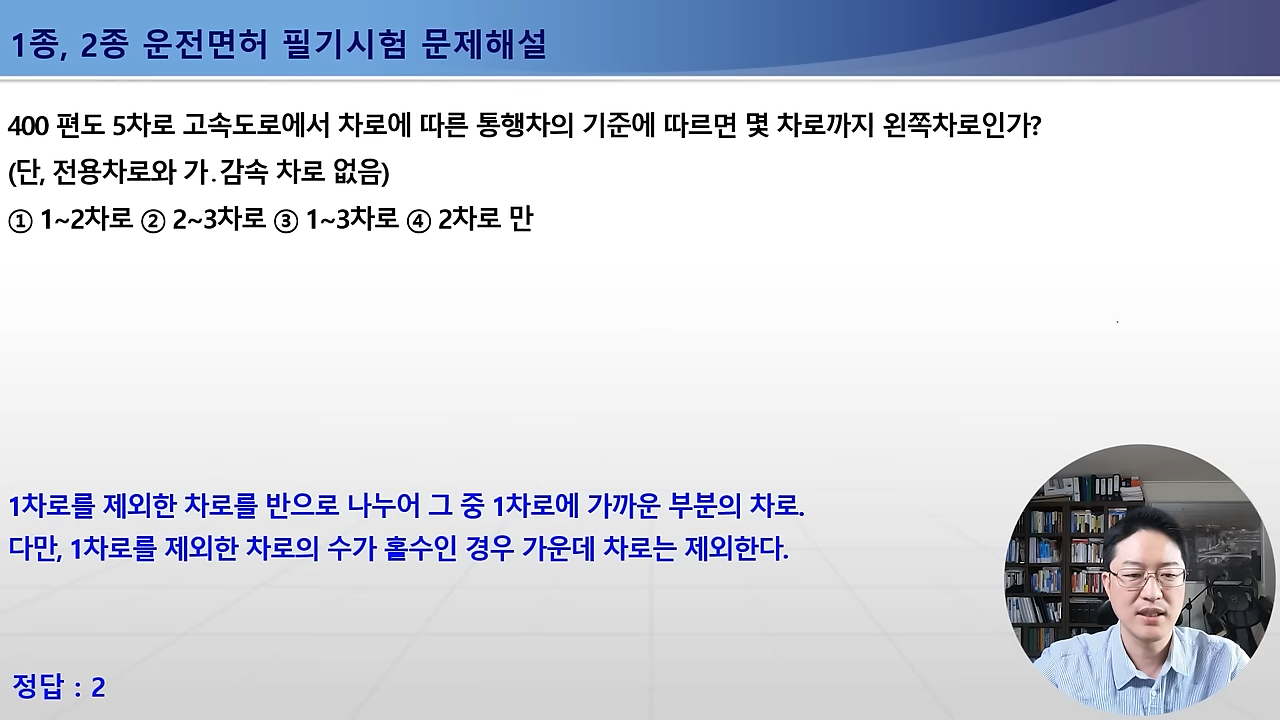 1종, 2종 운전면허 필기시험 문제해설
400 편도 5차로 고속도로에서 차로에 따른 통행차의 기준에 따르면 몇 차로까지 왼쪽차로인가?
(단, 전용차로와 가.감속 차로 없음)
① 1~2차로 ② 2~3차로 ③ 1~3차로 ④ 2차로 만
1차로를 제외한 차로를 반으로 나누어 그 중 1차로에 가까운 부분의 차로.
다만, 1차로를 제외한 차로의 수가 홀수인 경우 가운데 차로는 제외한다.
정답 : 2